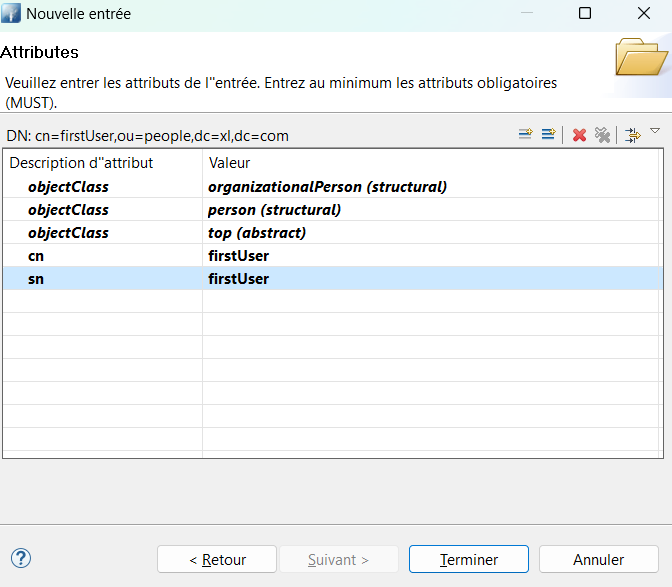 Nouvelle entrée
Attributes
Veuillez entrer les attributs de l''entrée. Entrez au minimum les attributs obligatoires
(MUST).
DN: cn=firstUser,ou=people,dc=xl,dc=com
Description d''attribut Valeur
objectClass organizationalPerson (structural)
objectClass person (structural)
objectClass top (abstract)
cn firstUser
sn firstUser
? < Retour Suivant > Terminer Annuler